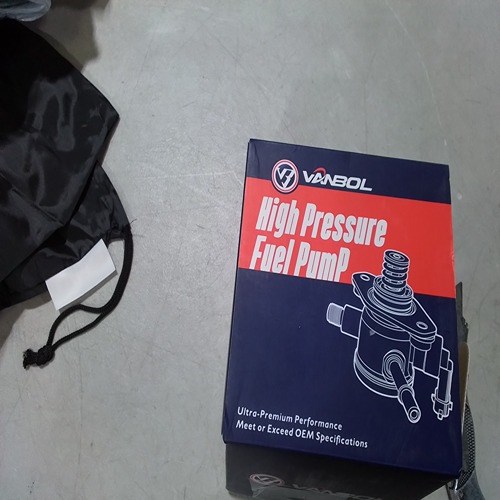 VANBOL
High Pressure
Fuel PumP
Ultra-Premium Performance
Meet or Exceed OEM Specifications